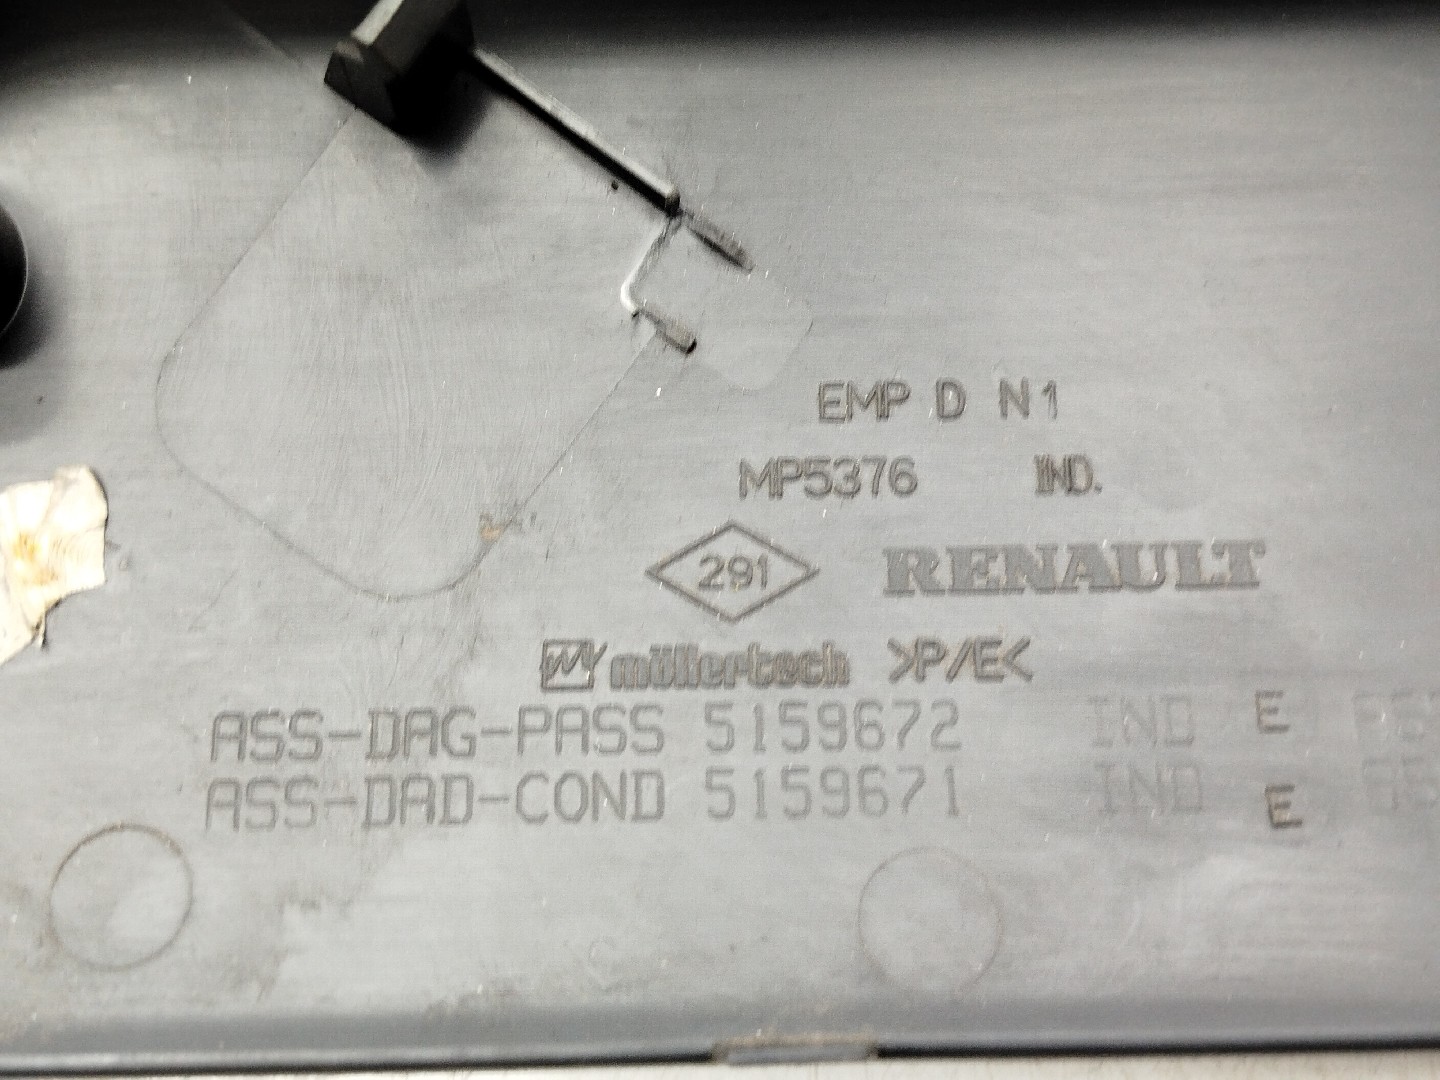 EMP D N1
MP5376 IND.
291 RENAULT
möllertech >P/E<
ASS-DAG-PASS 5159672 IND E
ASS-DAD-COND 5159671 IND E